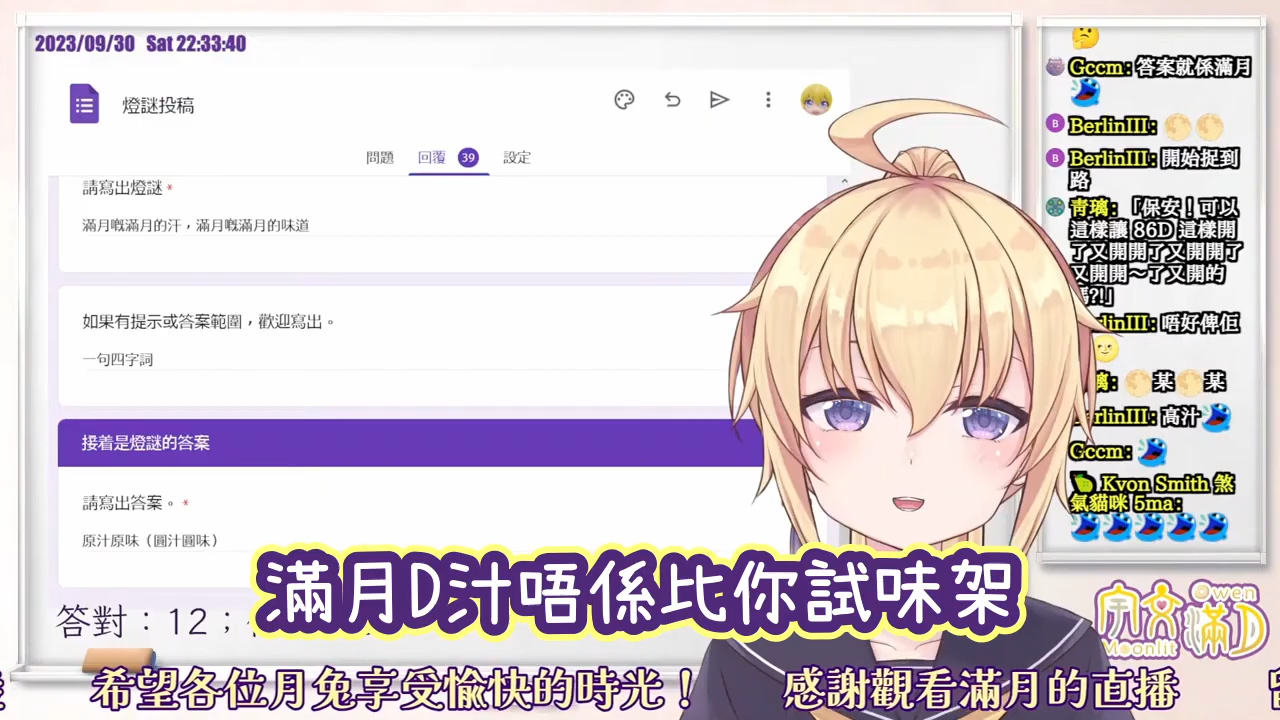 2023/09/30 Sat 22:33:40
燈謎投稿
問題 回覆 39 設定
請寫出燈謎 *
滿月嘅滿月的汗，滿月嘅滿月的味道
如果有提示或答案範圍，歡迎寫出。
一句四字詞
接着是燈謎的答案
請寫出答案。 *
原汁原味（圓汁圓味）
答對：12；
滿月D汁唔係比你試味架
希望各位月兔享受愉快的時光！ 感謝觀看滿月的直播
Gccm: 答案就係滿月
B BerlinIII:
B BerlinIII: 開始捉到
路
青璃: 「保安！可以
這樣讓 86D 這樣開
了又開開了又開開了
又開開～了又開的
嗎?!」
rlinIII: 唔好俾佢
璃: 某 某
erlinIII: 高汁
Gccm:
Kvon Smith 煞
氣貓咪 5ma:
Owen
滿D
Moonlit